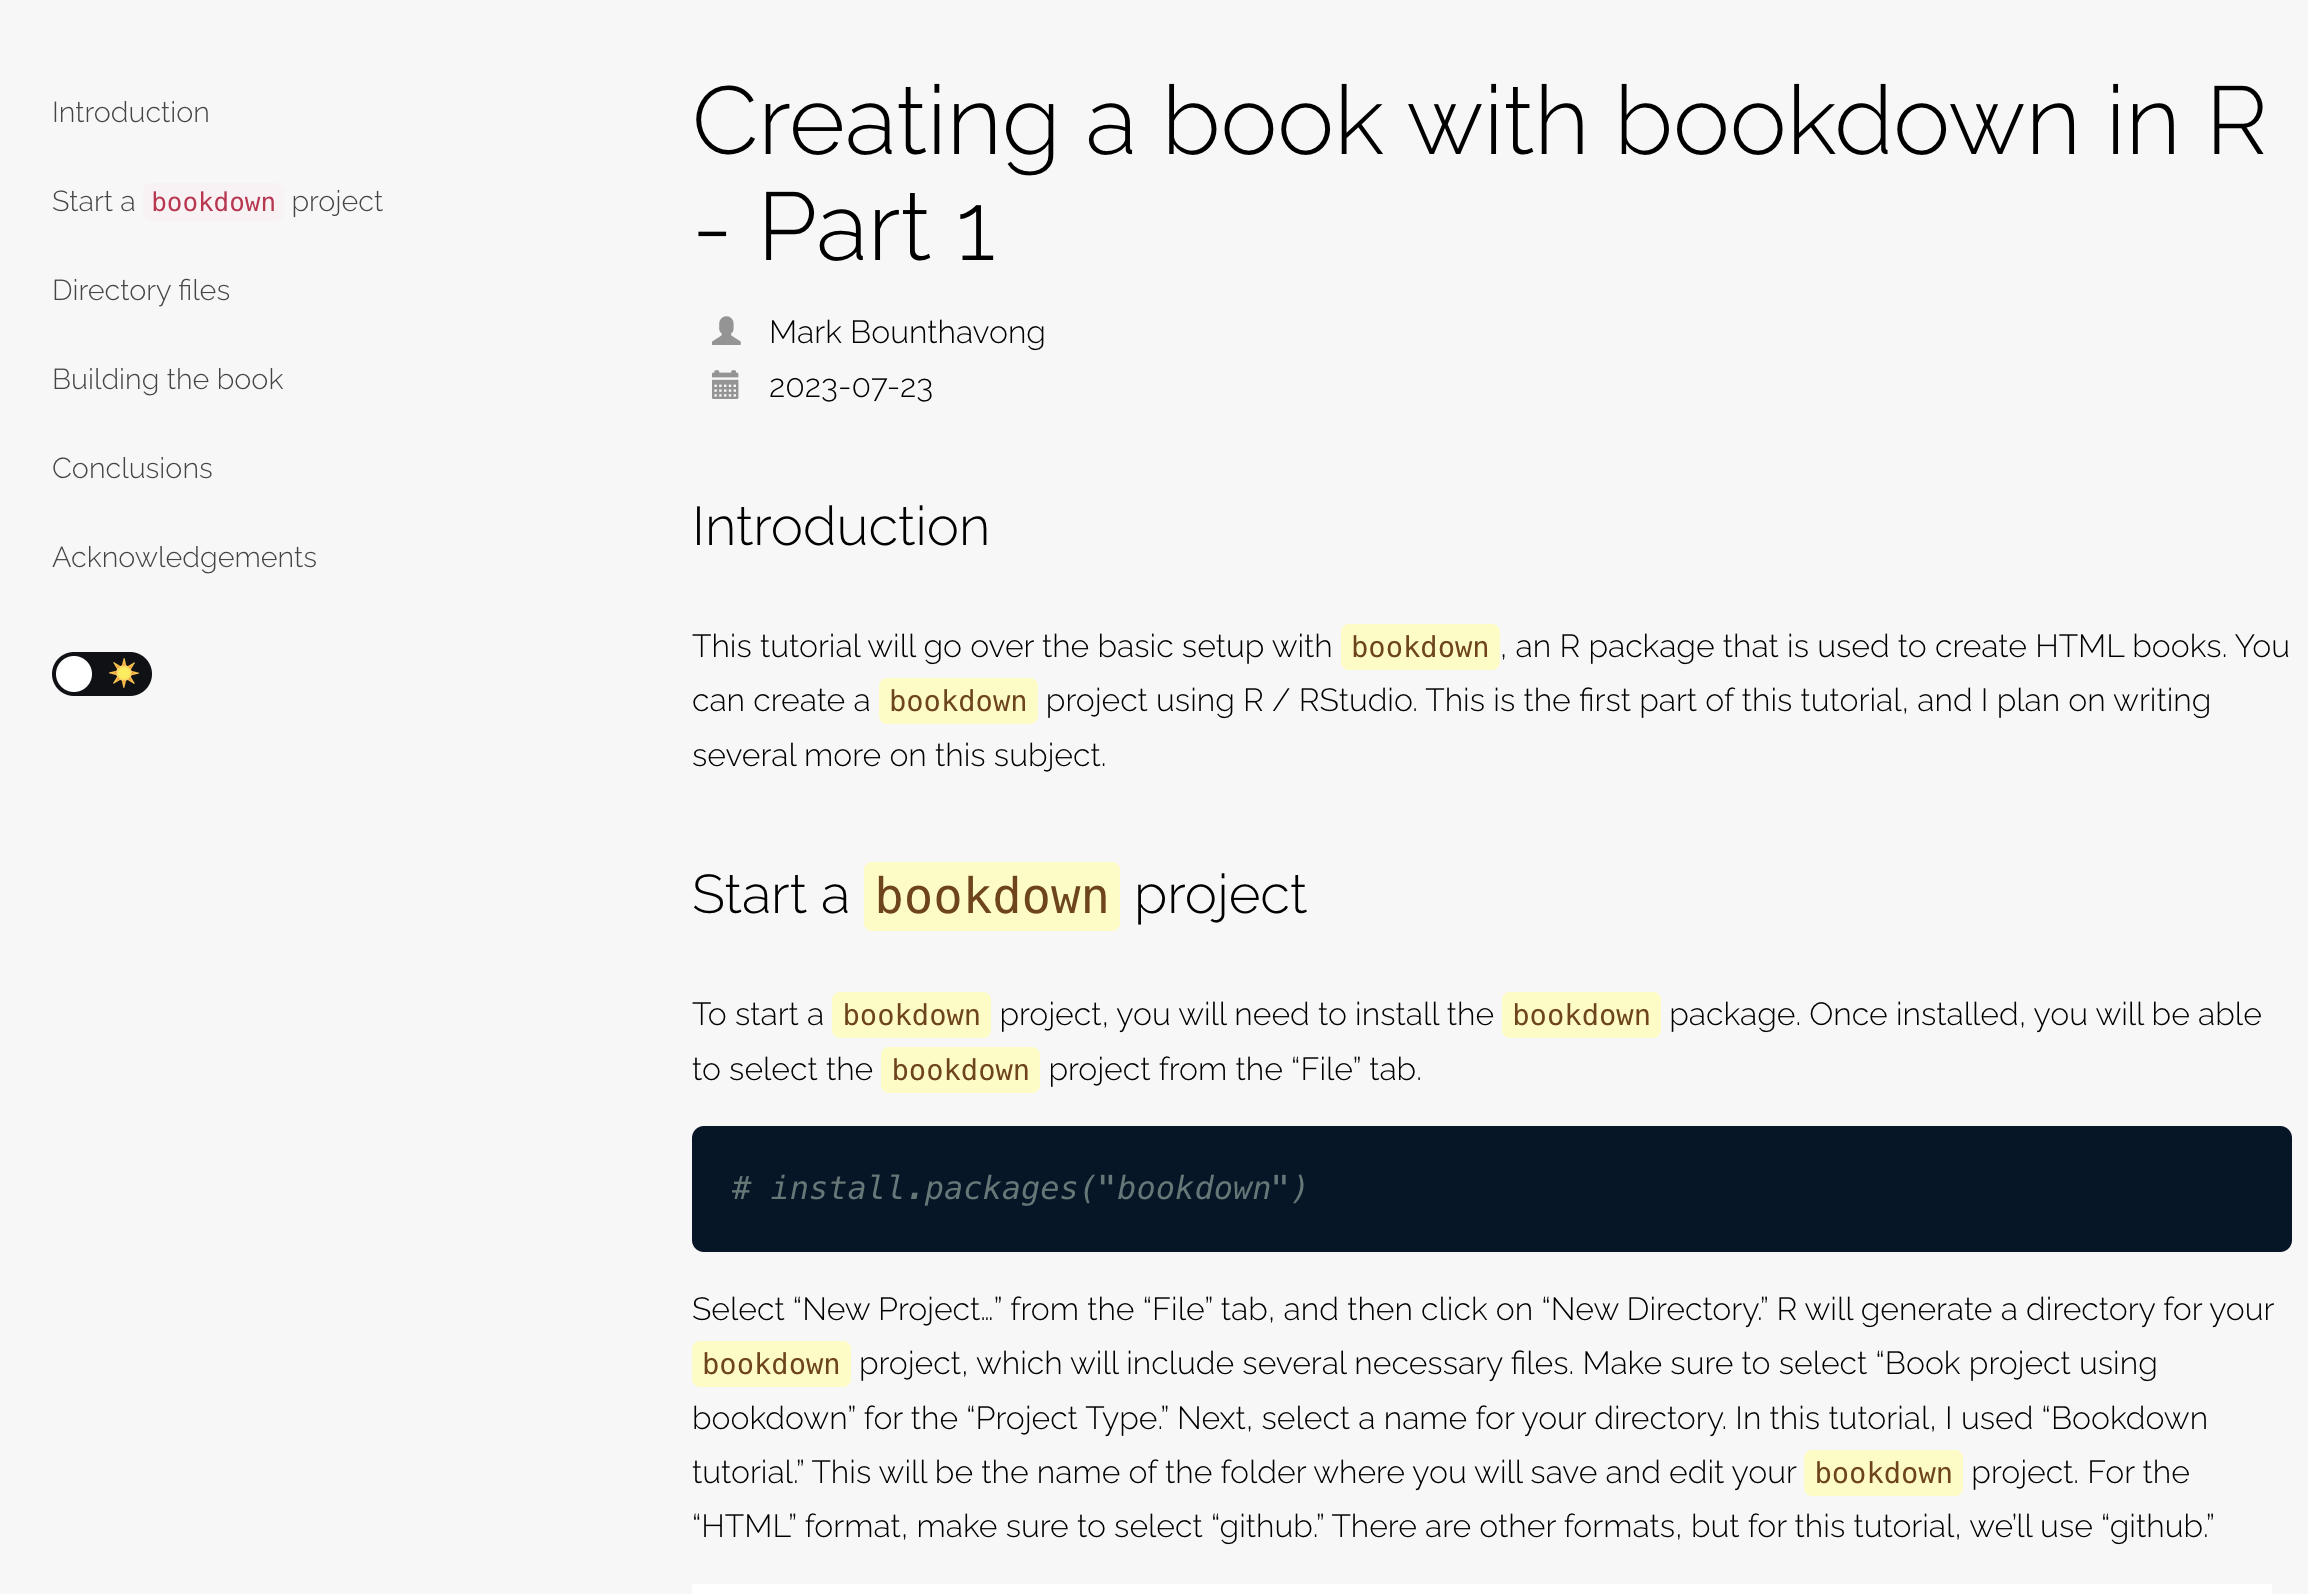 Introduction
Start a bookdown project
Directory files
Building the book
Conclusions
Acknowledgements
Creating a book with bookdown in R
- Part 1
Mark Bounthavong
2023-07-23
Introduction
This tutorial will go over the basic setup with bookdown, an R package that is used to create HTML books. You
can create a bookdown project using R / RStudio. This is the first part of this tutorial, and I plan on writing
several more on this subject.
Start a bookdown project
To start a bookdown project, you will need to install the bookdown package. Once installed, you will be able
to select the bookdown project from the “File” tab.
# install.packages("bookdown")
Select “New Project…” from the “File” tab, and then click on “New Directory.” R will generate a directory for your
bookdown project, which will include several necessary files. Make sure to select “Book project using
bookdown” for the “Project Type.” Next, select a name for your directory. In this tutorial, I used “Bookdown
tutorial.” This will be the name of the folder where you will save and edit your bookdown project. For the
“HTML” format, make sure to select “github.” There are other formats, but for this tutorial, we’ll use “github.”